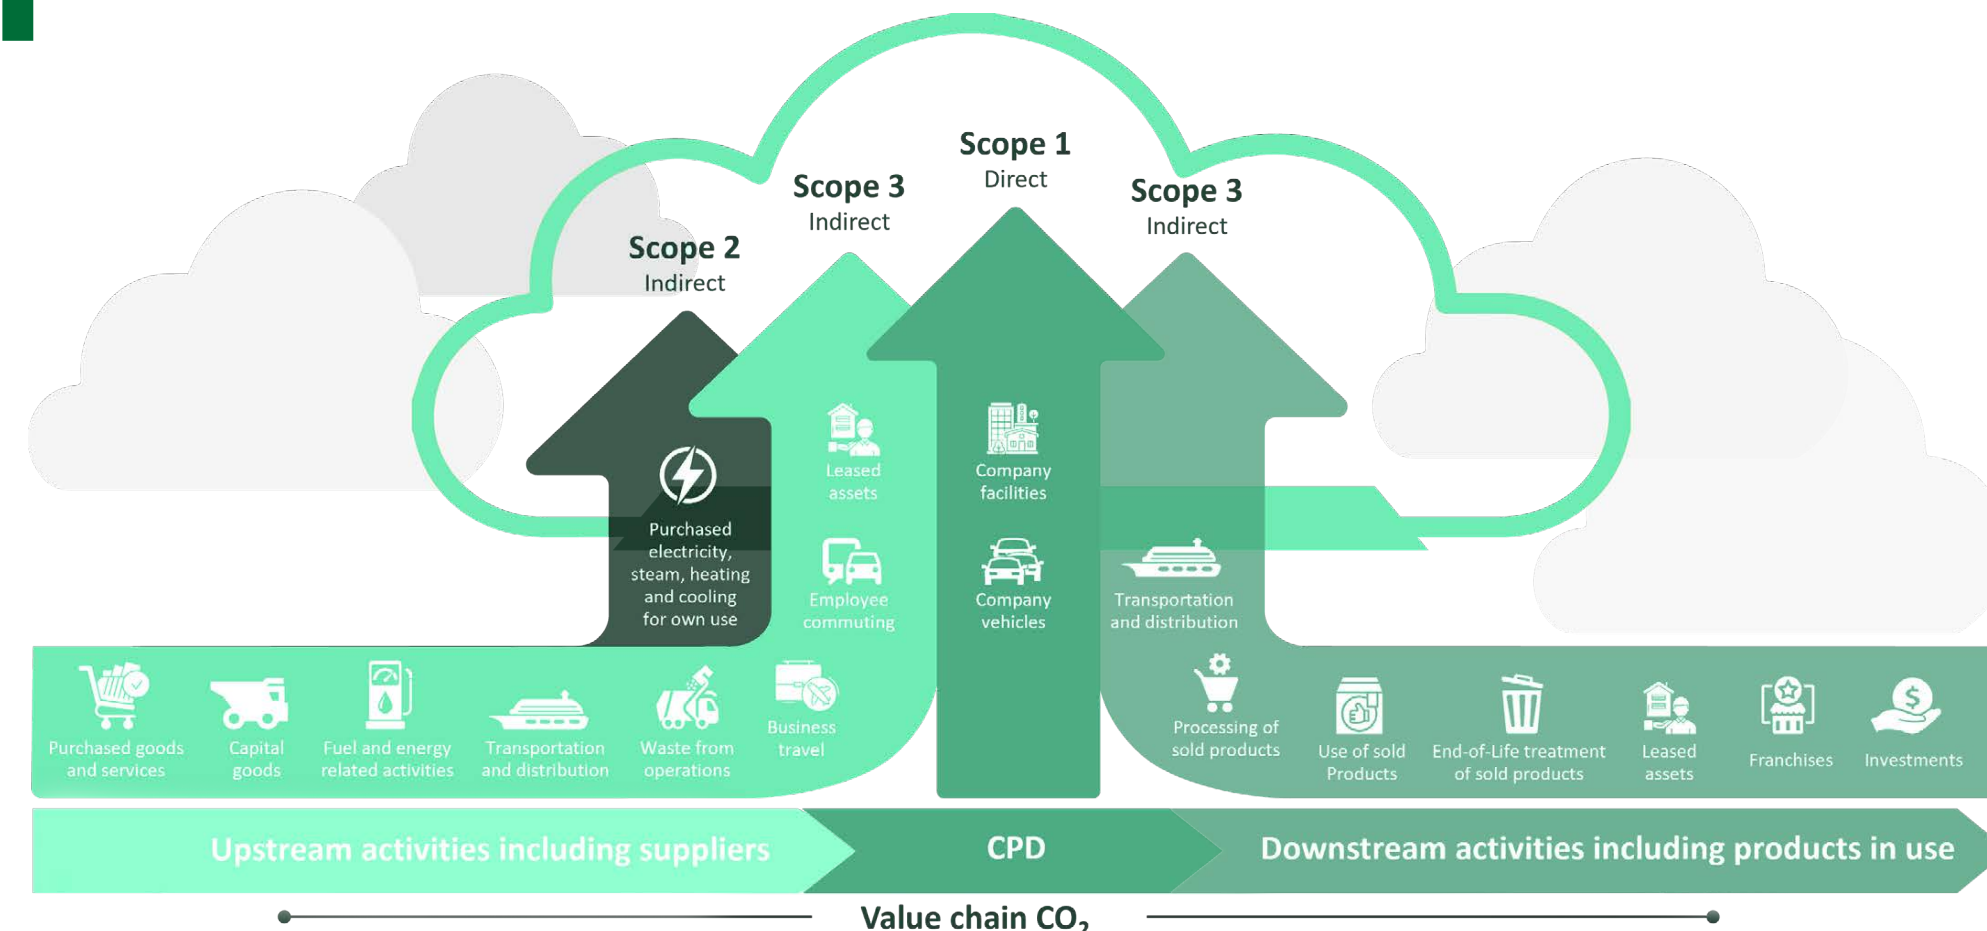 Scope 1
Direct
Scope 3
Indirect
Scope 3
Indirect
Scope 2
Indirect
Leased
assets
Company
facilities
Purchased
electricity,
steam, heating
and cooling
for own use
Employee
commuting
Company
vehicles
Transportation
and distribution
Purchased goods
and services
Capital
goods
Fuel and energy
related activities
Transportation
and distribution
Waste from
operations
Business
travel
Processing of
sold products
Use of sold
Products
End-of-Life treatment
of sold products
Leased
assets
Franchises
Investments
Upstream activities including suppliers
CPD
Downstream activities including products in use
Value chain CO₂